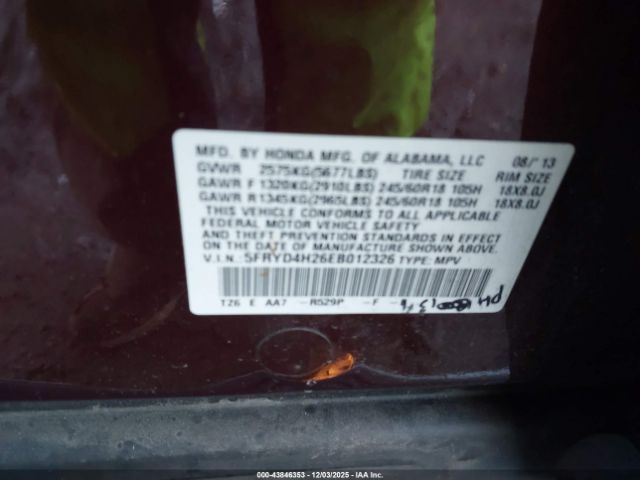 MFD. BY HONDA MFG. OF ALABAMA, LLC 08/ 13
GVWR 2575KG(5677LBS) TIRE SIZE RIM SIZE
GAWR F 1320KG(2910LBS) 245/60R18 105H 18X8.0J
GAWR R 1345KG(2965LBS) 245/60R18 105H 18X8.0J
THIS VEHICLE CONFORMS TO ALL APPLICABLE
FEDERAL MOTOR VEHICLE SAFETY
AND THEFT PREVENTION STANDARDS IN EFFECT
ON THE DATE OF MANUFACTURE SHOWN ABOVE.
V.I.N.: 5FRYD4H26EB012326 TYPE: MPV
TZ6 E AA7 -R529P -F -
000-43846353 - 12/03/2025 - IAA Inc.